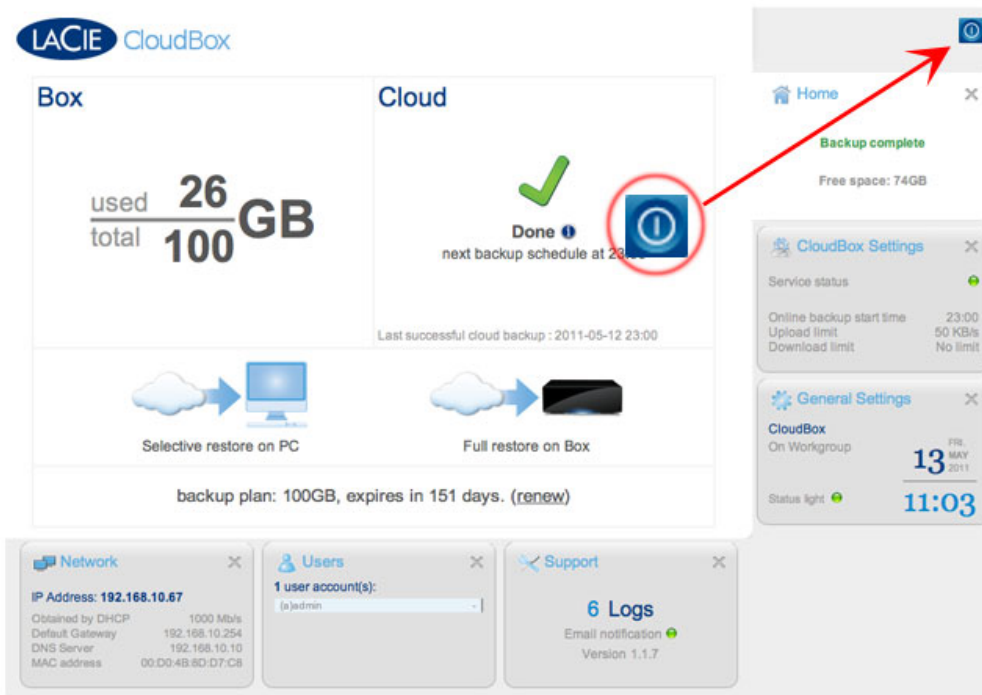 LACIE CloudBox
Box
used 26 GB
total 100
Cloud
Done
next backup schedule at 23:
Last successful cloud backup : 2011-05-12 23:00
Selective restore on PC
Full restore on Box
backup plan: 100GB, expires in 151 days. (renew)
Home
Backup complete
Free space: 74GB
CloudBox Settings
Service status
Online backup start time 23:00
Upload limit 50 KB/s
Download limit No limit
General Settings
CloudBox
On Workgroup
13 FRI. MAY 2011
Status light
11:03
Network
IP Address: 192.168.10.67
Obtained by DHCP 1000 Mb/s
Default Gateway 192.168.10.254
DNS Server 192.168.10.10
MAC address 00:D0:4B:8D:D7:C8
Users
1 user account(s):
(a)admin
Support
6 Logs
Email notification
Version 1.1.7